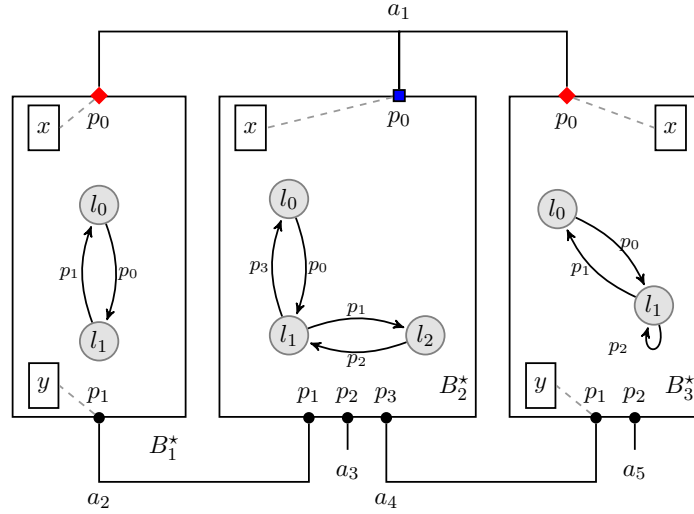 a₁
x p₀ x p₀ p₀ x
l₀ l₀ l₀
p₁ p₀ p₃ p₀ p₁ p₀
l₁ l₁ p₁ p₂ l₂ l₁ p₂
y p₁ p₁ p₂ p₃ B₂⋆ y p₁ p₂ B₃⋆
B₁⋆
a₂ a₃ a₄ a₅